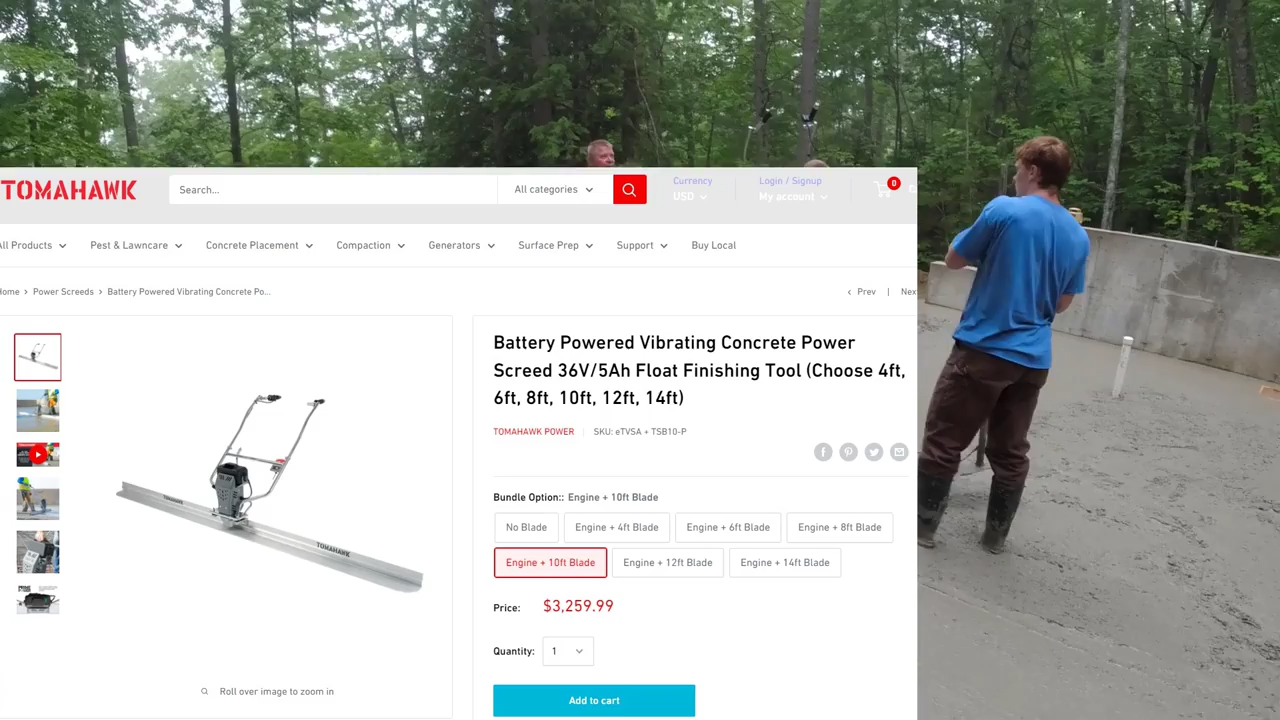 TOMAHAWK
Search...
All categories
Currency
USD
Login / Signup
My account
0
All Products
Pest & Lawncare
Concrete Placement
Compaction
Generators
Surface Prep
Support
Buy Local
Home > Power Screeds > Battery Powered Vibrating Concrete Po...
‹ Prev | Nex
Battery Powered Vibrating Concrete Power
Screed 36V/5Ah Float Finishing Tool (Choose 4ft,
6ft, 8ft, 10ft, 12ft, 14ft)
TOMAHAWK POWER
SKU: eTVSA + TSB10-P
Bundle Option:: Engine + 10ft Blade
No Blade
Engine + 4ft Blade
Engine + 6ft Blade
Engine + 8ft Blade
Engine + 10ft Blade
Engine + 12ft Blade
Engine + 14ft Blade
Price: $3,259.99
Quantity: 1
Add to cart
TOMAHAWK
TOMAHAWK
Roll over image to zoom in